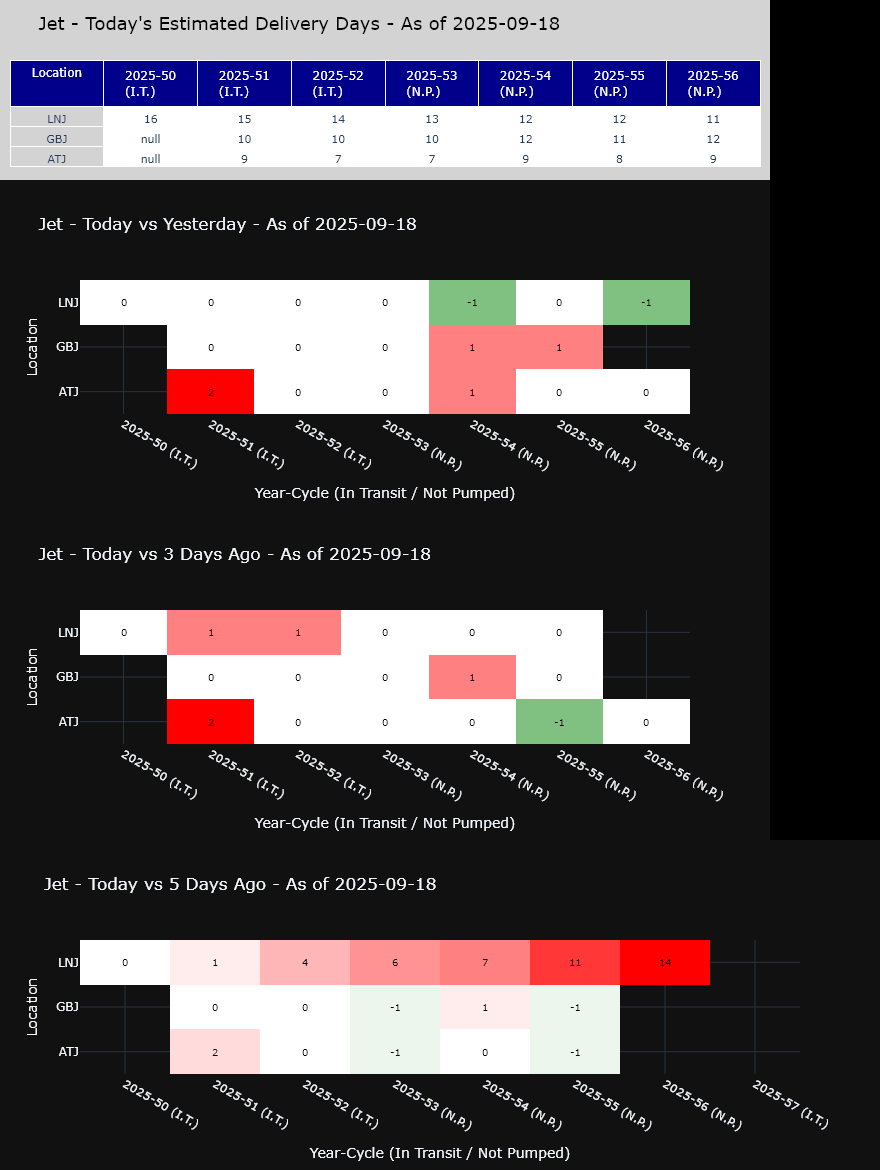 Jet - Today's Estimated Delivery Days - As of 2025-09-18
Location 2025-50 (I.T.) 2025-51 (I.T.) 2025-52 (I.T.) 2025-53 (N.P.) 2025-54 (N.P.) 2025-55 (N.P.) 2025-56 (N.P.)
LNJ 16 15 14 13 12 12 11
GBJ null 10 10 10 12 11 12
ATJ null 9 7 7 9 8 9
Jet - Today vs Yesterday - As of 2025-09-18
Location
LNJ 0 0 0 0 -1 0 -1
GBJ 0 0 0 1 1
ATJ 2 0 0 1 0 0
2025-50 (I.T.) 2025-51 (I.T.) 2025-52 (I.T.) 2025-53 (N.P.) 2025-54 (N.P.) 2025-55 (N.P.) 2025-56 (N.P.)
Year-Cycle (In Transit / Not Pumped)
Jet - Today vs 3 Days Ago - As of 2025-09-18
Location
LNJ 0 1 1 0 0 0
GBJ 0 0 0 1 0
ATJ 2 0 0 0 -1 0
2025-50 (I.T.) 2025-51 (I.T.) 2025-52 (I.T.) 2025-53 (N.P.) 2025-54 (N.P.) 2025-55 (N.P.) 2025-56 (N.P.)
Year-Cycle (In Transit / Not Pumped)
Jet - Today vs 5 Days Ago - As of 2025-09-18
Location
LNJ 0 1 4 6 7 11 14
GBJ 0 0 -1 1 -1
ATJ 2 0 -1 0 -1
2025-50 (I.T.) 2025-51 (I.T.) 2025-52 (I.T.) 2025-53 (N.P.) 2025-54 (N.P.) 2025-55 (N.P.) 2025-56 (N.P.) 2025-57 (I.T.)
Year-Cycle (In Transit / Not Pumped)